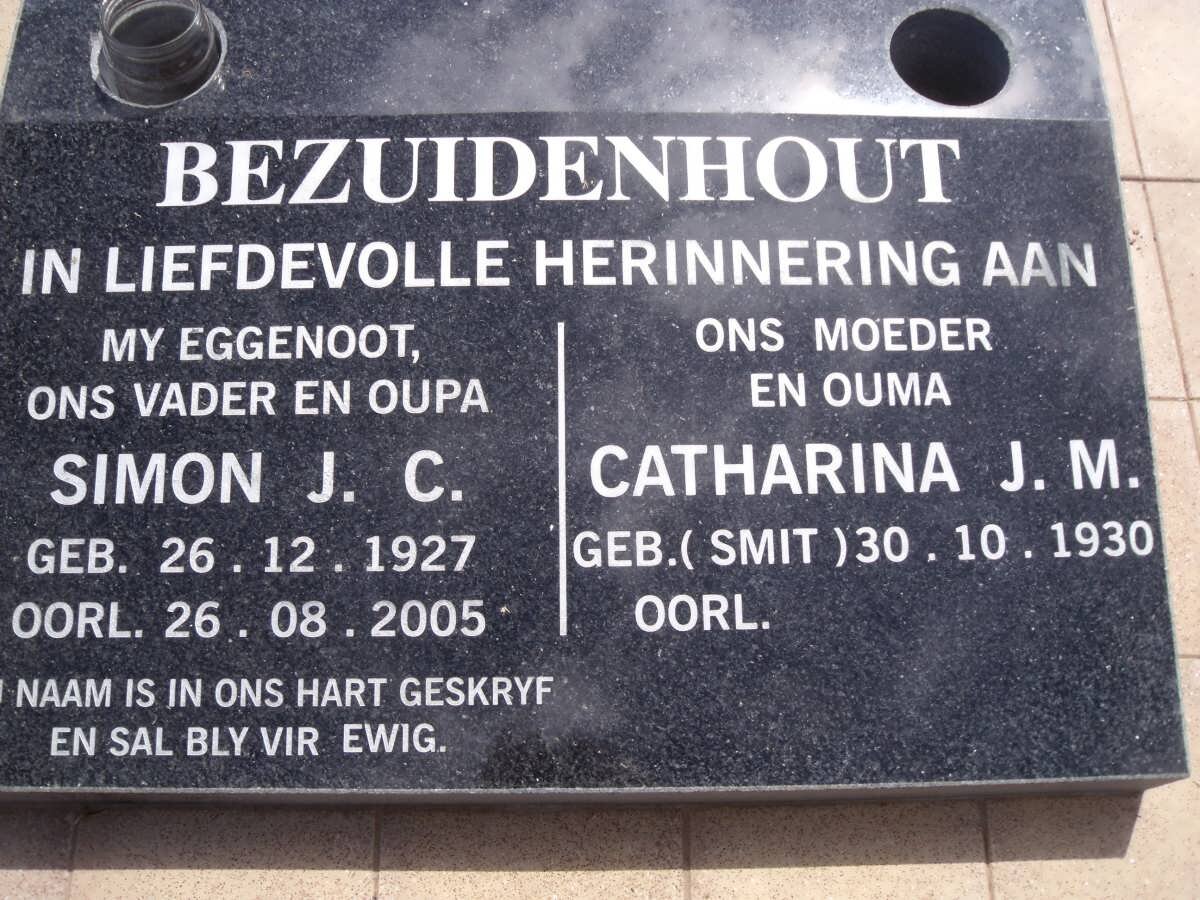 BEZUIDENHOUT
IN LIEFDEVOLLE HERINNERING AAN
MY EGGENOOT,
ONS VADER EN OUPA
SIMON J. C.
GEB. 26 . 12 . 1927
OORL. 26 . 08 . 2005
NAAM IS IN ONS HART GESKRYF
EN SAL BLY VIR EWIG.
ONS MOEDER
EN OUMA
CATHARINA J. M.
GEB. ( SMIT ) 30 . 10 . 1930
OORL.